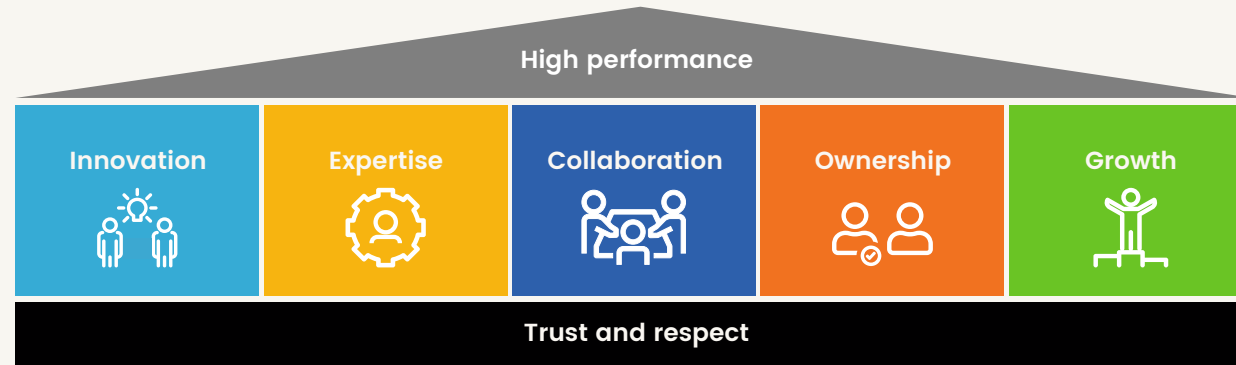 High performance
Innovation
Expertise
Collaboration
Ownership
Growth
Trust and respect